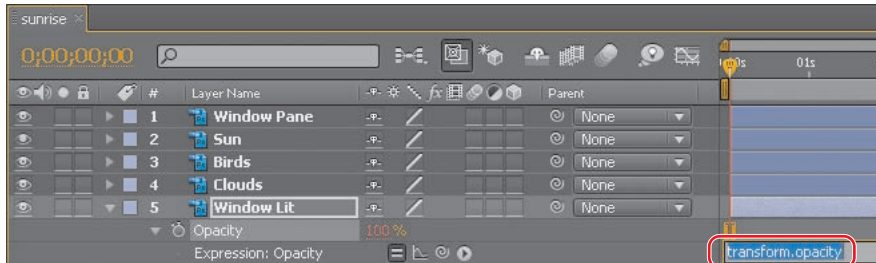 sunrise ×
0;00;00;00
01s
# Layer Name Parent
1 Window Pane None
2 Sun None
3 Birds None
4 Clouds None
5 Window Lit None
Opacity 100 %
Expression: Opacity transform.opacity